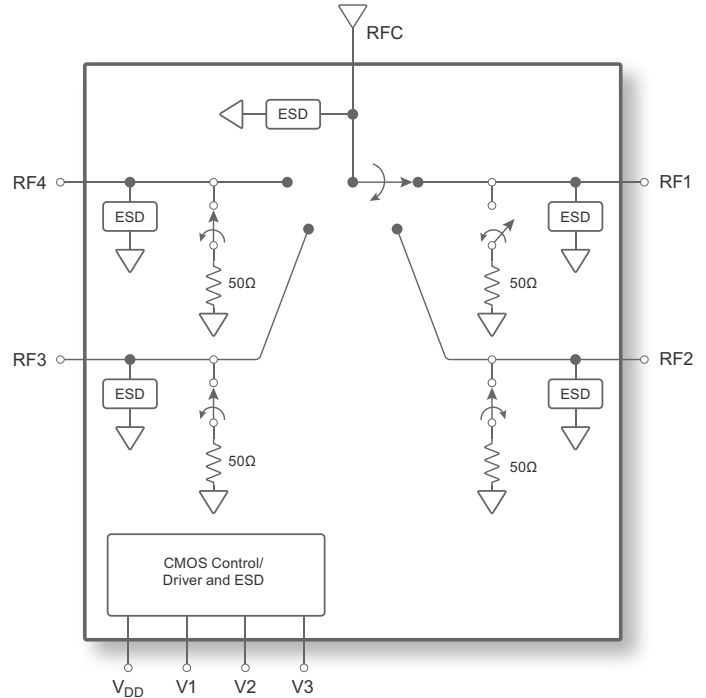 RFC
ESD
RF4
RF1
ESD
ESD
50Ω
50Ω
RF3
RF2
ESD
ESD
50Ω
50Ω
CMOS Control/
Driver and ESD
V_DD V1 V2 V3